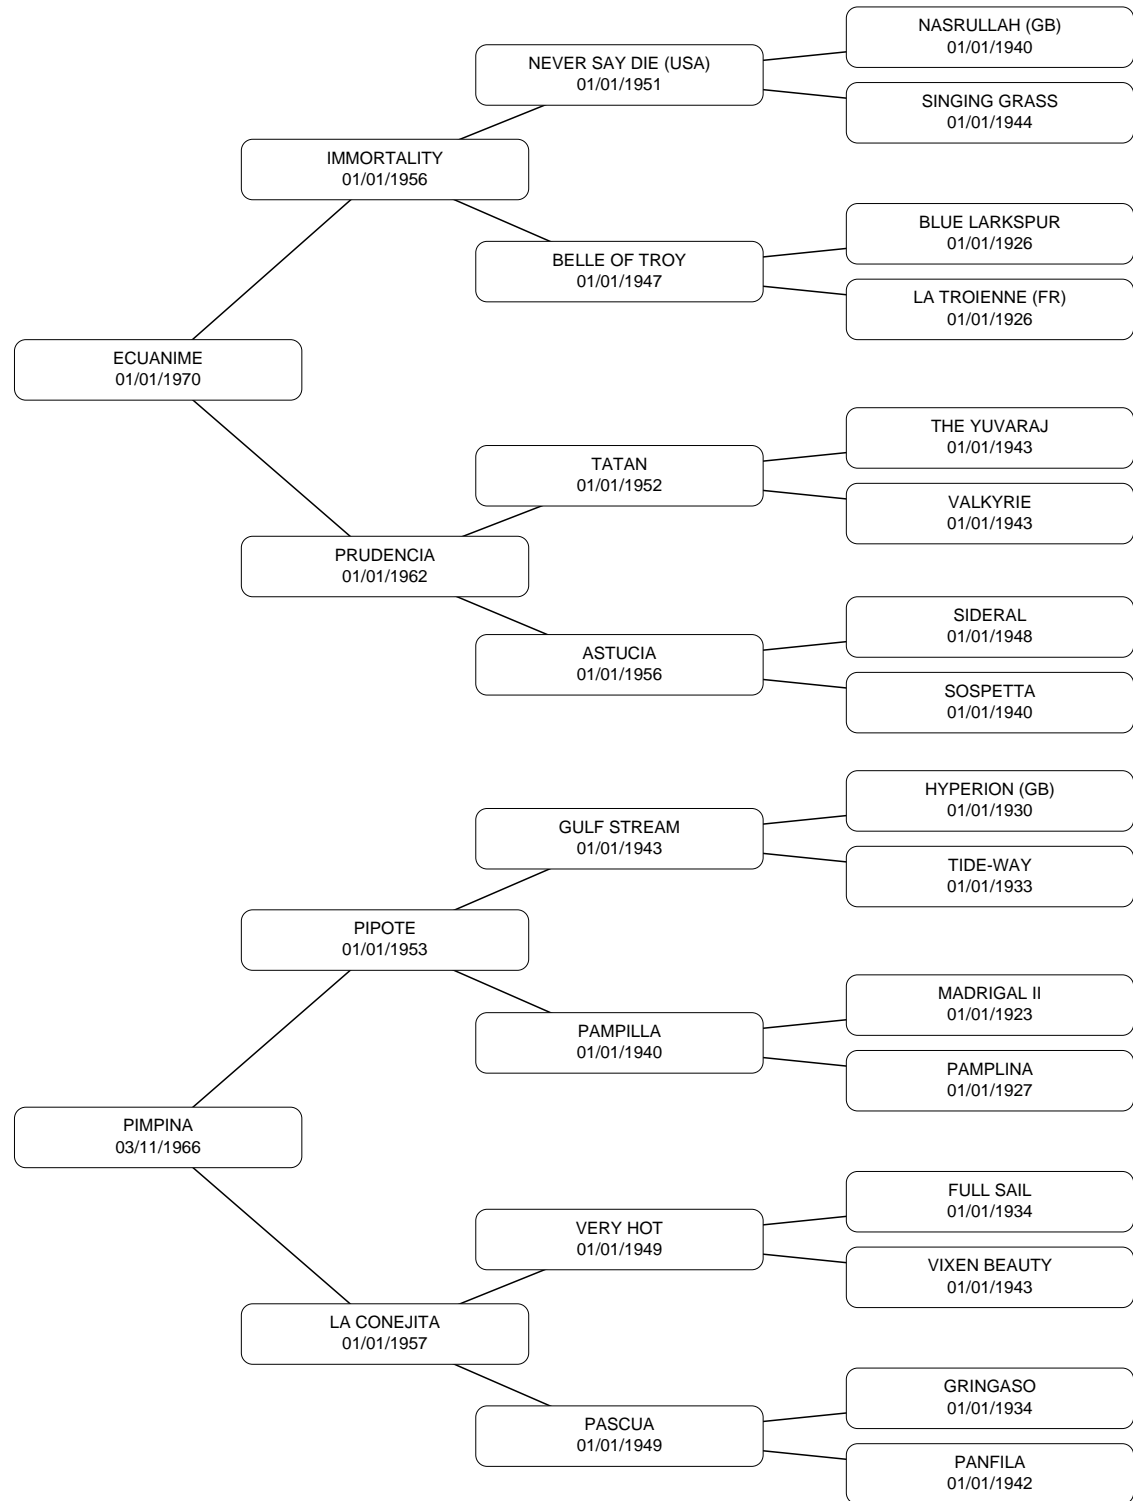 NASRULLAH (GB)
01/01/1940
NEVER SAY DIE (USA)
01/01/1951
SINGING GRASS
01/01/1944
IMMORTALITY
01/01/1956
BLUE LARKSPUR
01/01/1926
BELLE OF TROY
01/01/1947
LA TROIENNE (FR)
01/01/1926
ECUANIME
01/01/1970
THE YUVARAJ
01/01/1943
TATAN
01/01/1952
VALKYRIE
01/01/1943
PRUDENCIA
01/01/1962
SIDERAL
01/01/1948
ASTUCIA
01/01/1956
SOSPETTA
01/01/1940
HYPERION (GB)
01/01/1930
GULF STREAM
01/01/1943
TIDE-WAY
01/01/1933
PIPOTE
01/01/1953
MADRIGAL II
01/01/1923
PAMPILLA
01/01/1940
PAMPLINA
01/01/1927
PIMPINA
03/11/1966
FULL SAIL
01/01/1934
VERY HOT
01/01/1949
VIXEN BEAUTY
01/01/1943
LA CONEJITA
01/01/1957
GRINGASO
01/01/1934
PASCUA
01/01/1949
PANFILA
01/01/1942